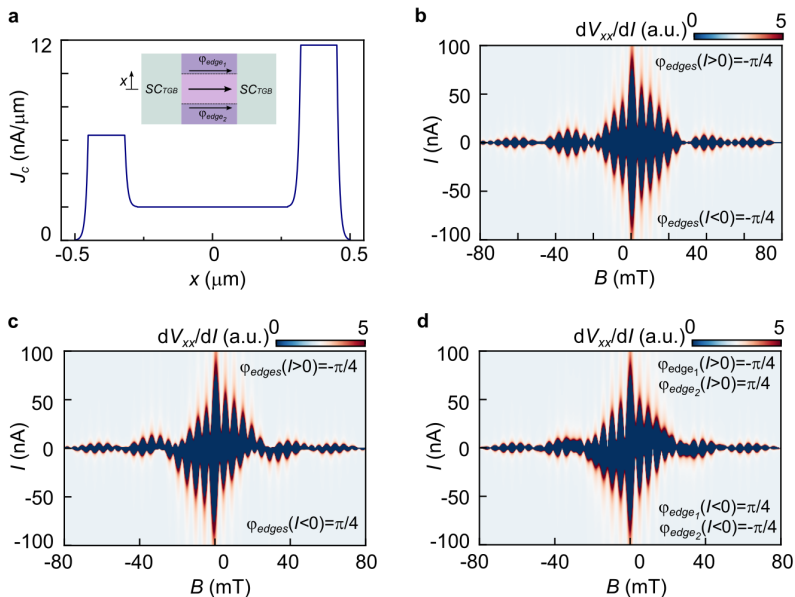 a
12
0
J_c (nA/μm)
-0.5
0
0.5
x (μm)
x
φ_edge₁
SC_TGB
SC_TGB
φ_edge₂
b
dV_xx/dI (a.u.)
0
5
100
50
0
-50
-100
I (nA)
φ_edges(I>0)=-π/4
φ_edges(I<0)=-π/4
-80
-40
0
40
80
B (mT)
c
dV_xx/dI (a.u.)
0
5
100
50
0
-50
-100
I (nA)
φ_edges(I>0)=-π/4
φ_edges(I<0)=π/4
-80
-40
0
40
80
B (mT)
d
dV_xx/dI (a.u.)
0
5
100
50
0
-50
-100
I (nA)
φ_edge₁(I>0)=-π/4
φ_edge₂(I>0)=π/4
φ_edge₁(I<0)=π/4
φ_edge₂(I<0)=-π/4
-80
-40
0
40
80
B (mT)